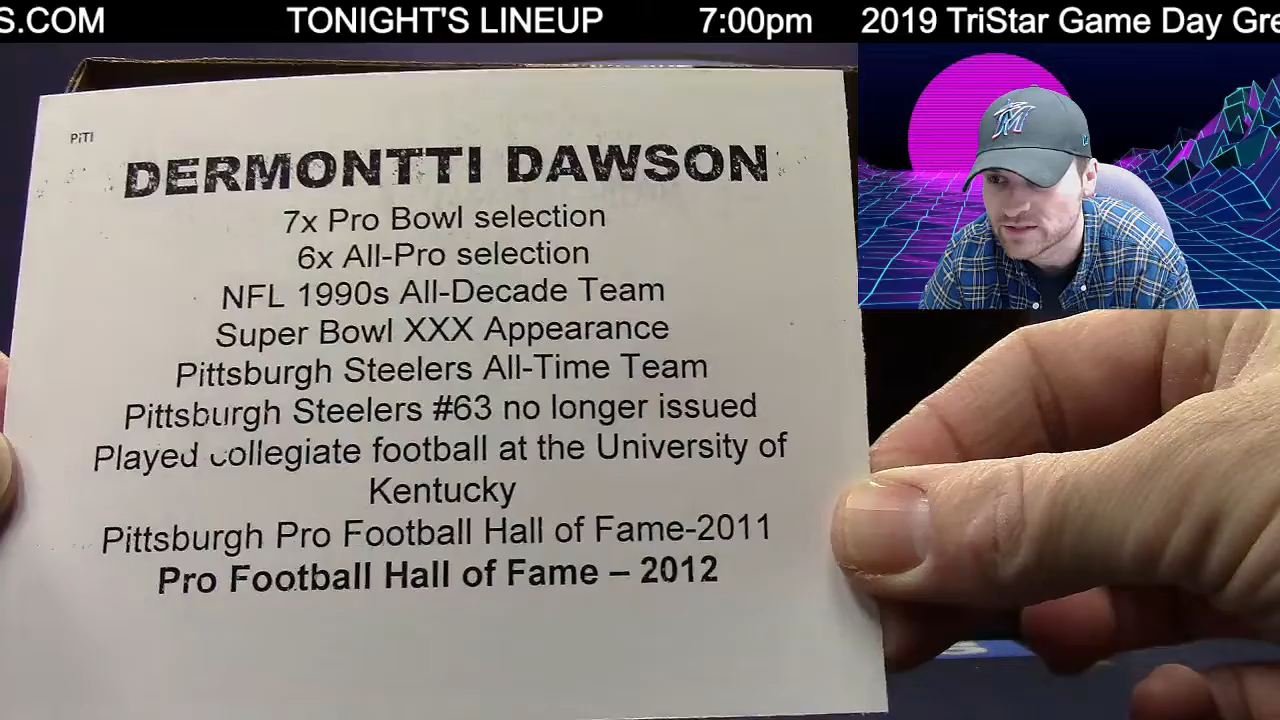 S.COM TONIGHT'S LINEUP 7:00pm 2019 TriStar Game Day Gre
PiTI
DERMONTTI DAWSON
7x Pro Bowl selection
6x All-Pro selection
NFL 1990s All-Decade Team
Super Bowl XXX Appearance
Pittsburgh Steelers All-Time Team
Pittsburgh Steelers #63 no longer issued
Played collegiate football at the University of
Kentucky
Pittsburgh Pro Football Hall of Fame-2011
Pro Football Hall of Fame – 2012
M